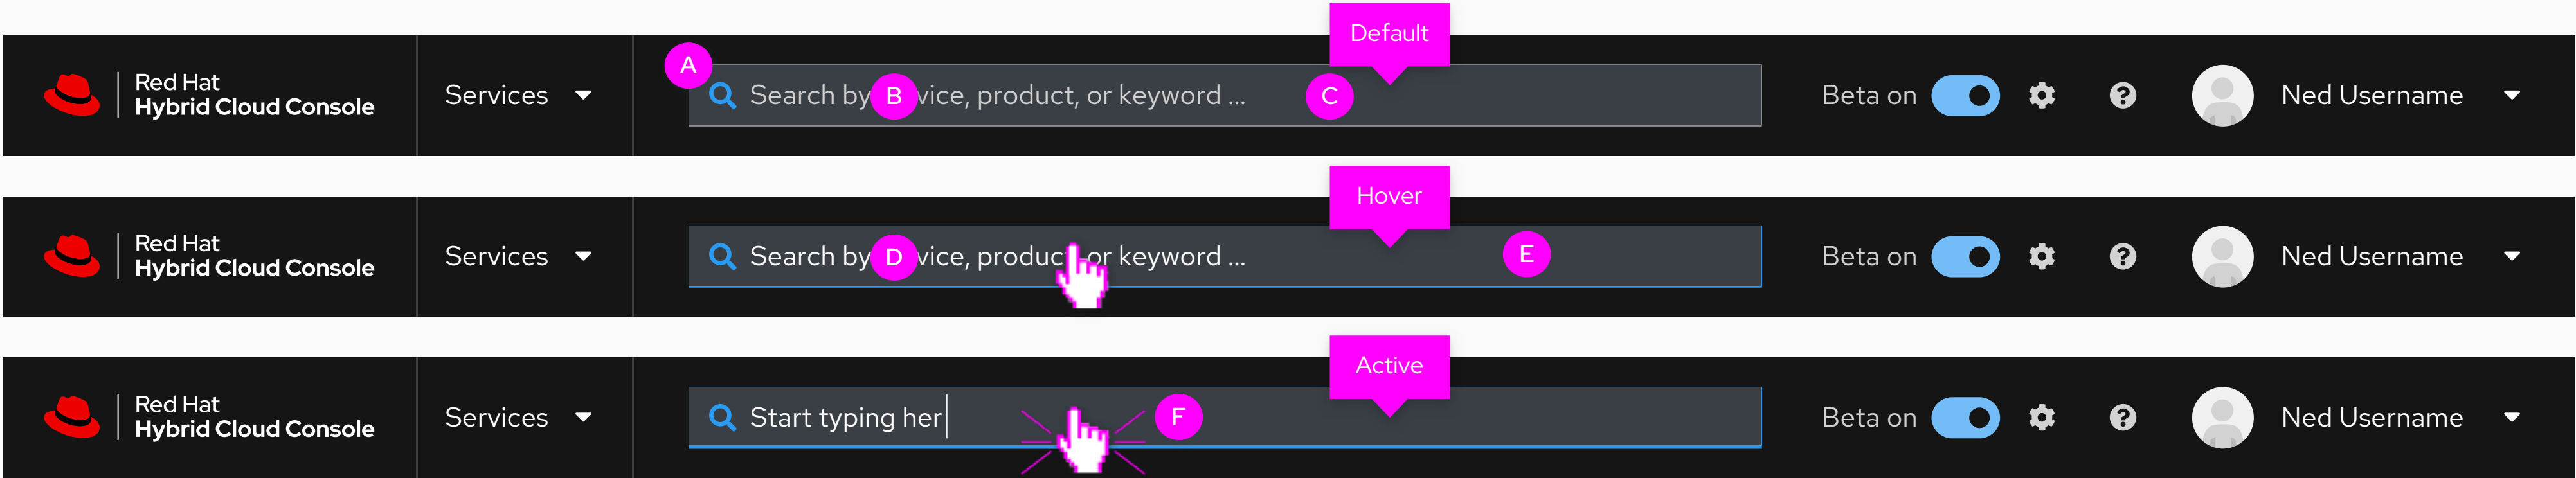 Default
Red Hat
Hybrid Cloud Console
Services
A
Search by B vice, product, or keyword ...
C
Beta on
Ned Username
Hover
Red Hat
Hybrid Cloud Console
Services
Search by D vice, product, or keyword ...
E
Beta on
Ned Username
Active
Red Hat
Hybrid Cloud Console
Services
Start typing her
F
Beta on
Ned Username